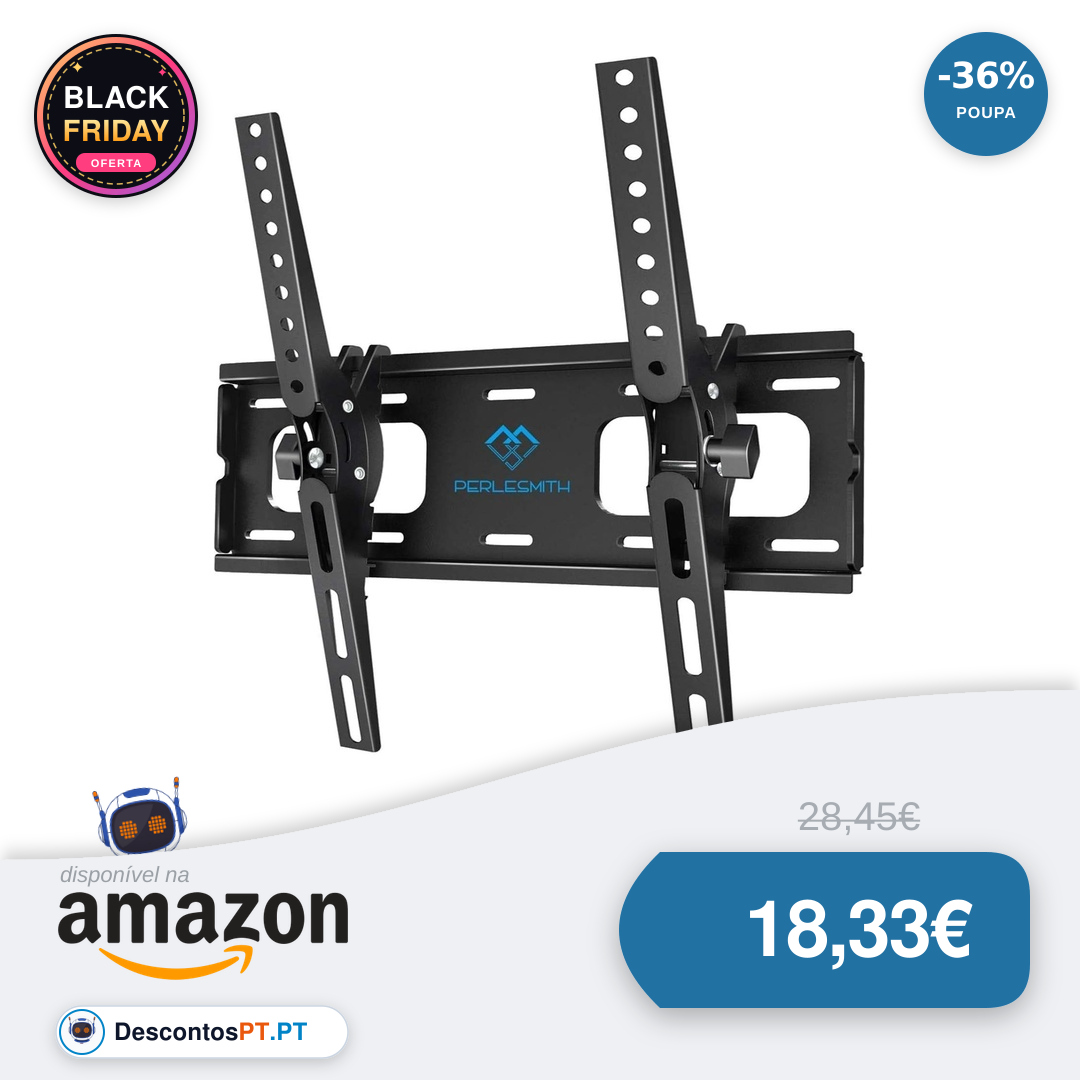 BLACK
FRIDAY
OFERTA
-36%
POUPA
PERLESMITH
28,45€
disponível na
amazon
18,33€
DescontosPT.PT